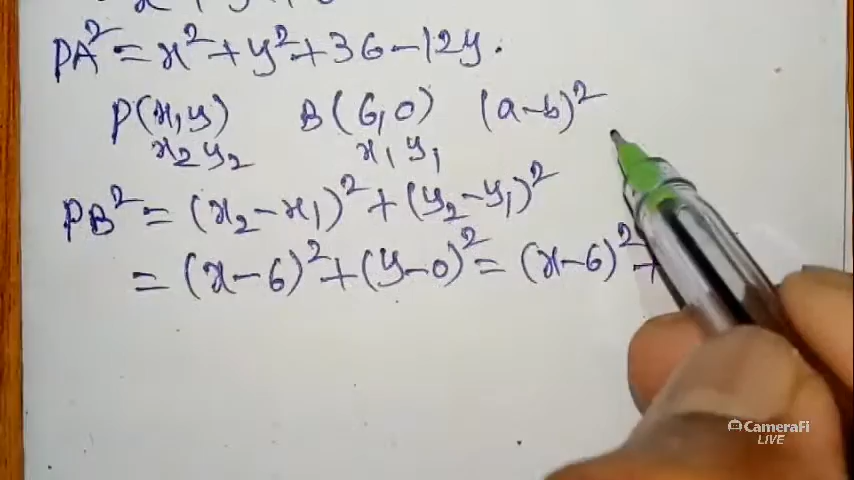 PA² = x² + y² + 36 - 12y.
P(x,y) B(6,0) (a-b)²
x₂ y₂ x₁ y₁
PB² = (x₂-x₁)² + (y₂-y₁)²
= (x-6)² + (y-0)² = (x-6)² +
CameraFi
LIVE